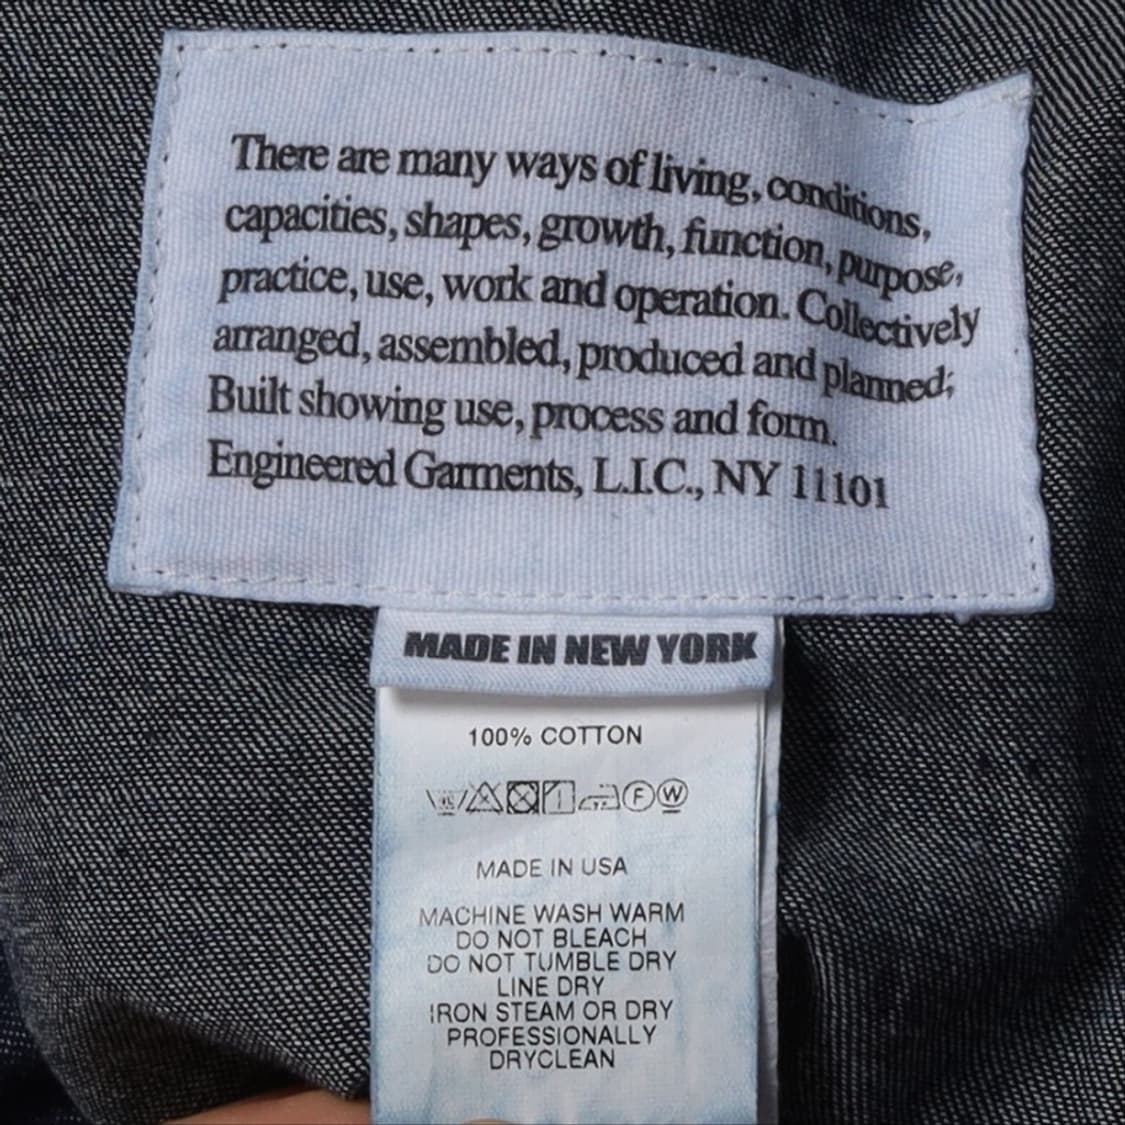 There are many ways of living, conditions,
capacities, shapes, growth, function, purpose,
practice, use, work and operation. Collectively
arranged, assembled, produced and planned;
Built showing use, process and form.
Engineered Garments, L.I.C., NY 11101
MADE IN NEW YORK
100% COTTON
F W
MADE IN USA
MACHINE WASH WARM
DO NOT BLEACH
DO NOT TUMBLE DRY
LINE DRY
IRON STEAM OR DRY
PROFESSIONALLY
DRYCLEAN